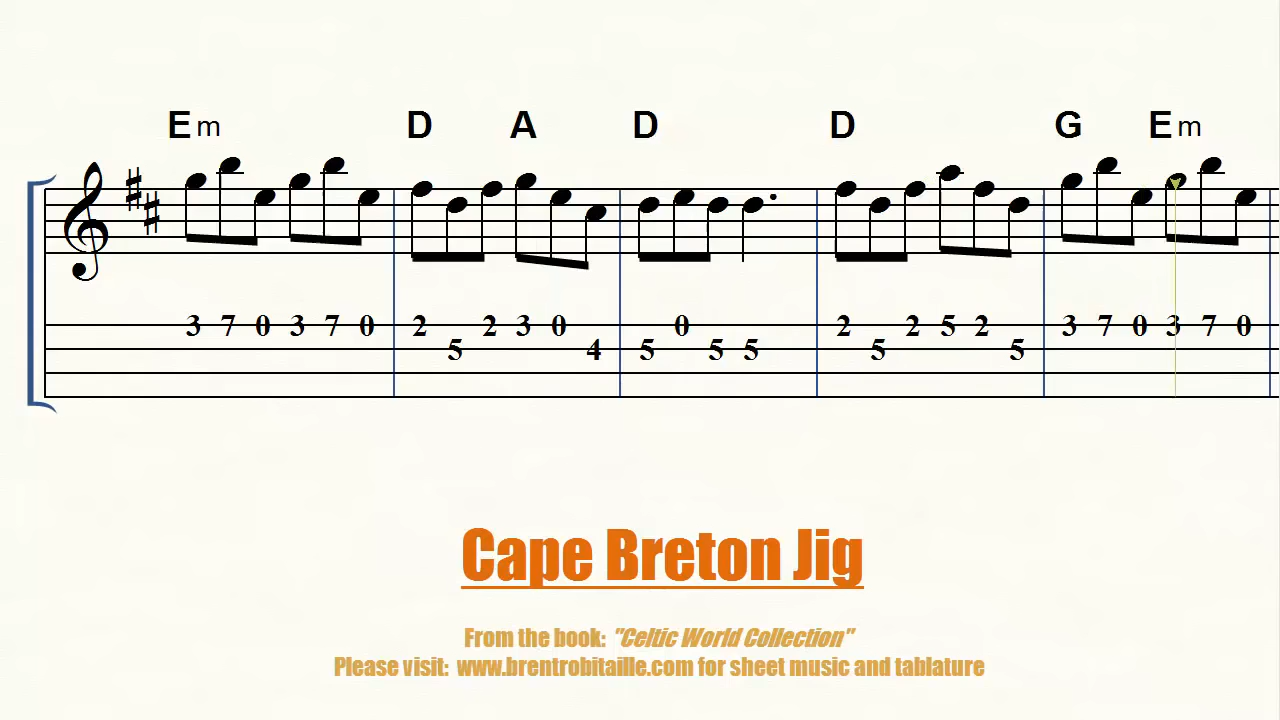 Em D A D D G Em
3 7 0 3 7 0 2 2 3 0 0 2 2 5 2 3 7 0 3 7 0
5 4 5 5 5 5 5
Cape Breton Jig
From the book: "Celtic World Collection"
Please visit: www.brentrobitaille.com for sheet music and tablature